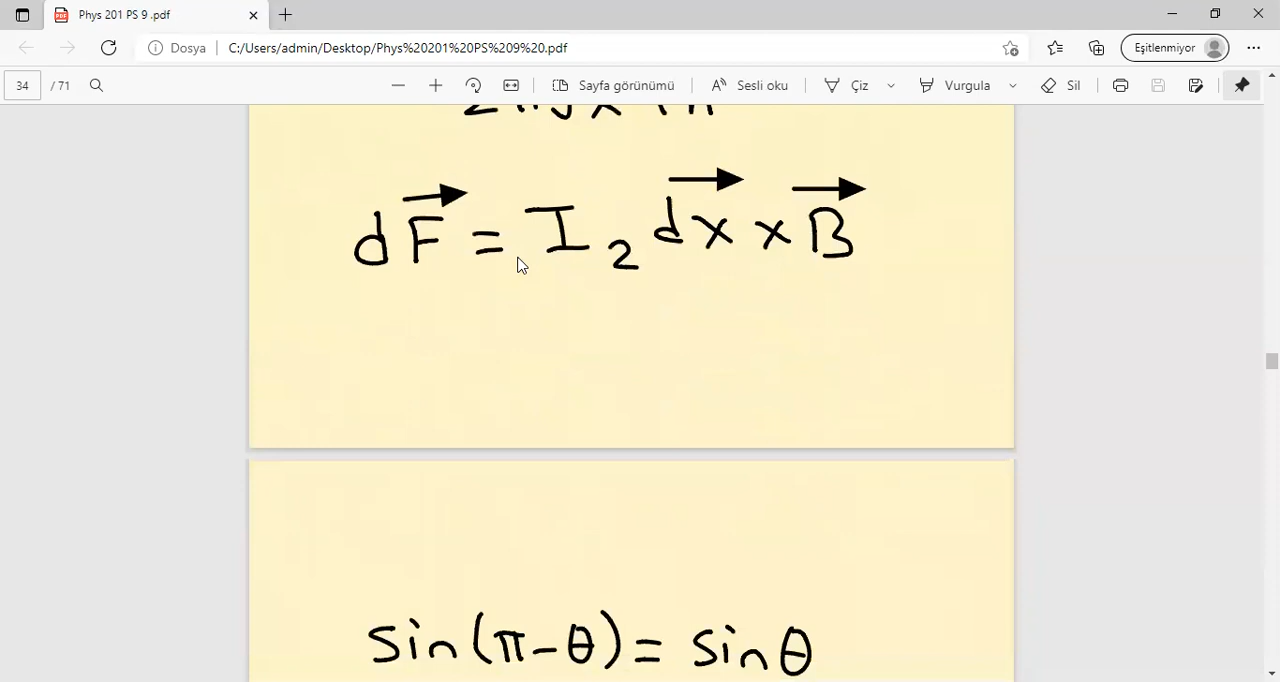 Phys 201 PS 9 .pdf
Dosya C:/Users/admin/Desktop/Phys%20201%20PS%209%20.pdf Eşitlenmiyor
34 / 71 Sayfa görünümü Sesli oku Çiz Vurgula Sil
dF = I₂ dx x B
sin(π-θ) = sinθ